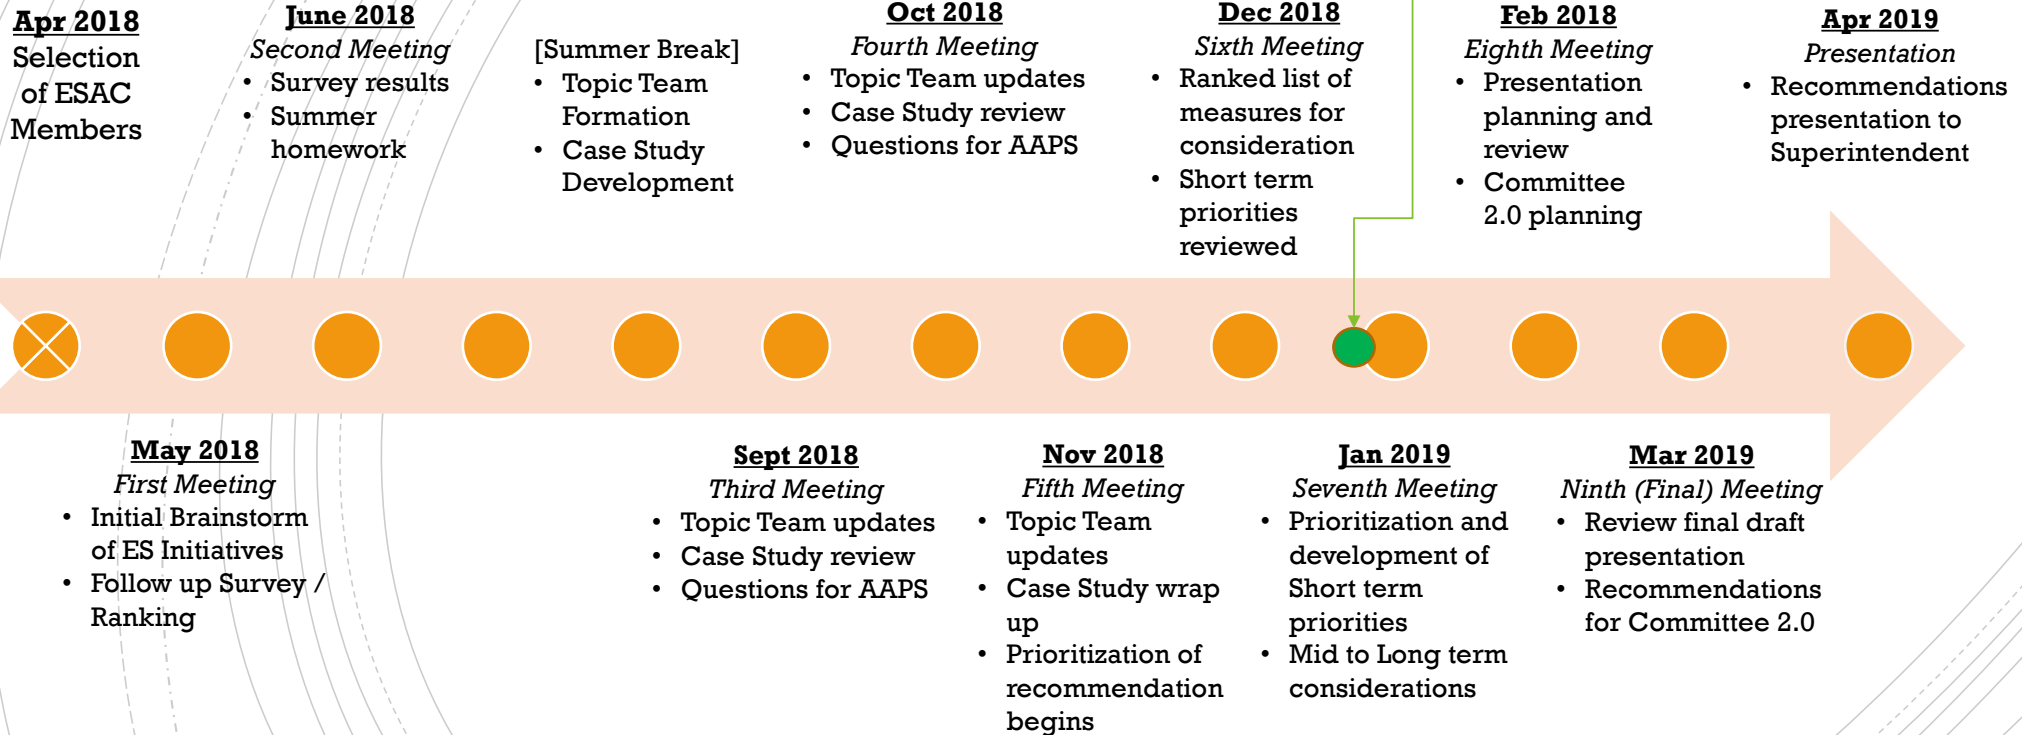 Apr 2018
Selection
of ESAC
Members
June 2018
Second Meeting
• Survey results
• Summer
homework
[Summer Break]
• Topic Team
Formation
• Case Study
Development
Oct 2018
Fourth Meeting
• Topic Team updates
• Case Study review
• Questions for AAPS
Dec 2018
Sixth Meeting
• Ranked list of
measures for
consideration
• Short term
priorities
reviewed
Feb 2018
Eighth Meeting
• Presentation
planning and
review
• Committee
2.0 planning
Apr 2019
Presentation
• Recommendations
presentation to
Superintendent
May 2018
First Meeting
• Initial Brainstorm
of ES Initiatives
• Follow up Survey /
Ranking
Sept 2018
Third Meeting
• Topic Team updates
• Case Study review
• Questions for AAPS
Nov 2018
Fifth Meeting
• Topic Team
updates
• Case Study wrap
up
• Prioritization of
recommendation
begins
Jan 2019
Seventh Meeting
• Prioritization and
development of
Short term
priorities
• Mid to Long term
considerations
Mar 2019
Ninth (Final) Meeting
• Review final draft
presentation
• Recommendations
for Committee 2.0